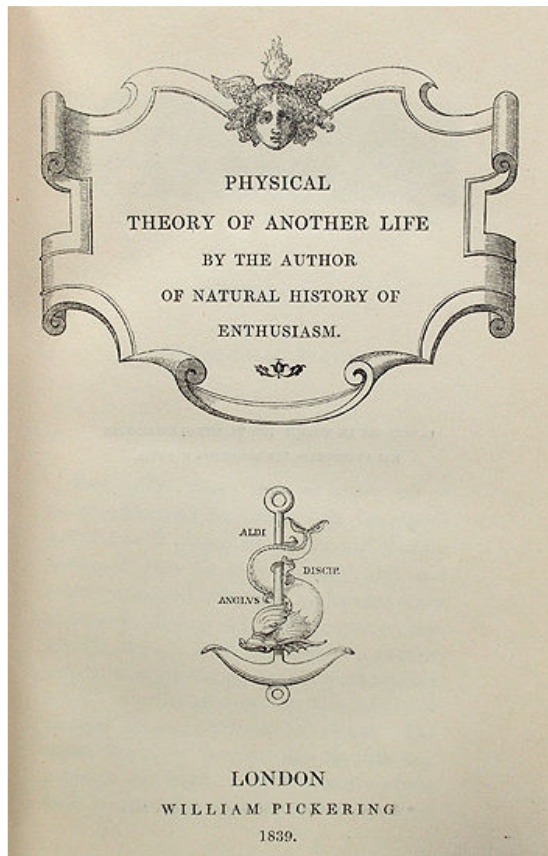 PHYSICAL
THEORY OF ANOTHER LIFE
BY THE AUTHOR
OF NATURAL HISTORY OF
ENTHUSIASM.
ALDI
DISCIP.
ANGLVS
LONDON
WILLIAM PICKERING
1839.